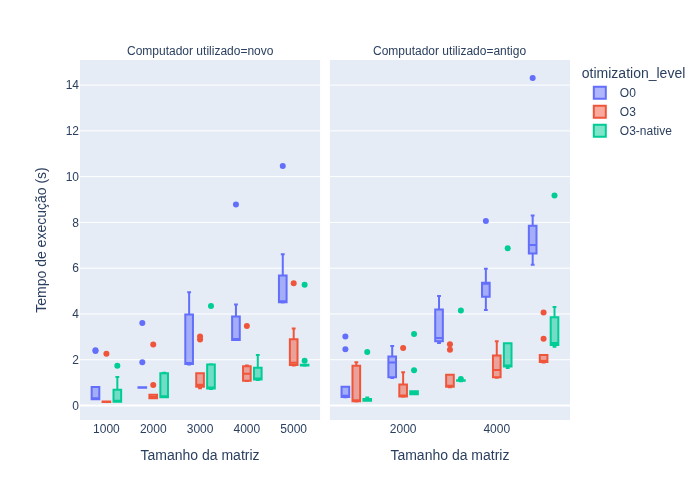 Computador utilizado=novo
Computador utilizado=antigo
otimization_level
O0
O3
O3-native
Tempo de execução (s)
14
12
10
8
6
4
2
0
1000 2000 3000 4000 5000
2000 4000
Tamanho da matriz
Tamanho da matriz